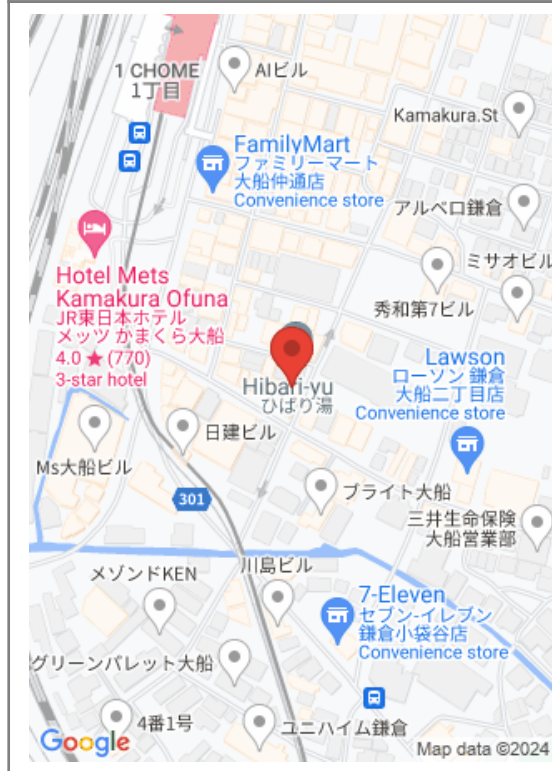 1 CHOME
1丁目
AIビル
Kamakura.St
FamilyMart
ファミリーマート
大船仲通店
Convenience store
アルベロ鎌倉
ミサオビル
Hotel Mets
Kamakura Ofuna
JR東日本ホテル
メッツ かまくら大船
4.0 ★ (770)
3-star hotel
秀和第7ビル
Lawson
ローソン 鎌倉
大船二丁目店
Convenience store
Hibari-yu
ひばり湯
日建ビル
Ms大船ビル
301
ブライト大船
三井生命保険
大船営業部
川島ビル
メゾンドKEN
7-Eleven
セブン-イレブン
鎌倉小袋谷店
Convenience store
グリーンパレット大船
4番1号
ユニハイム鎌倉
Google
Map data ©2024